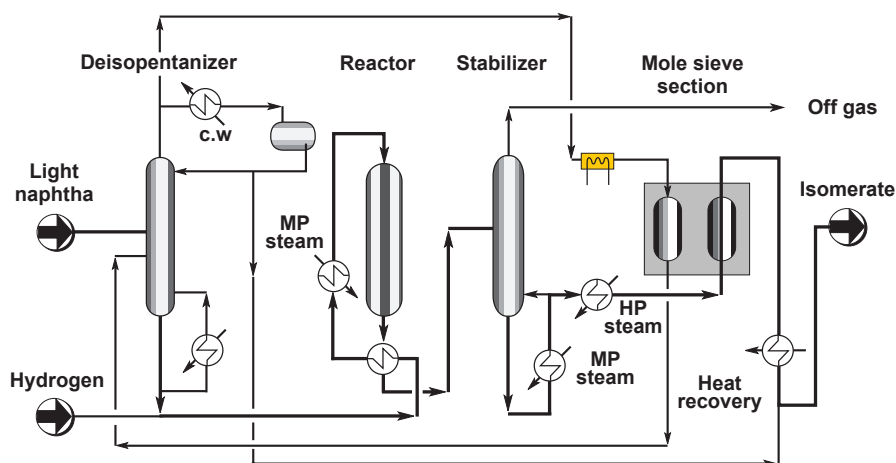 Deisopentanizer
Reactor
Stabilizer
Mole sieve
section
Off gas
c.w
Light
naphtha
Isomerate
MP
steam
HP
steam
MP
steam
Hydrogen
Heat
recovery